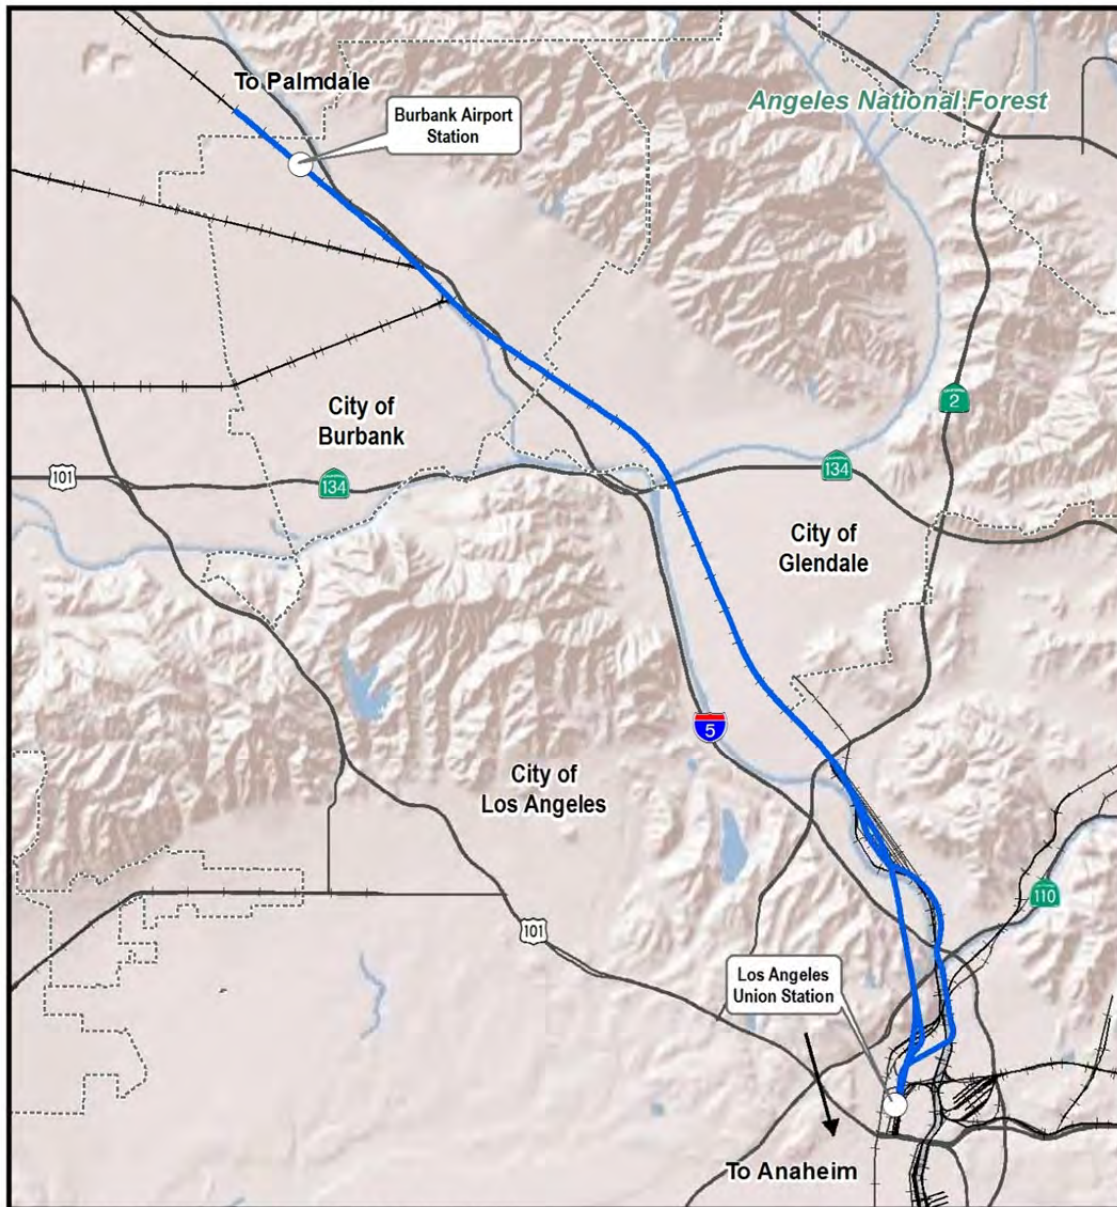 To Palmdale
Angeles National Forest
Burbank Airport
Station
2
City of
Burbank
101
134
134
City of
Glendale
5
City of
Los Angeles
110
101
Los Angeles
Union Station
To Anaheim